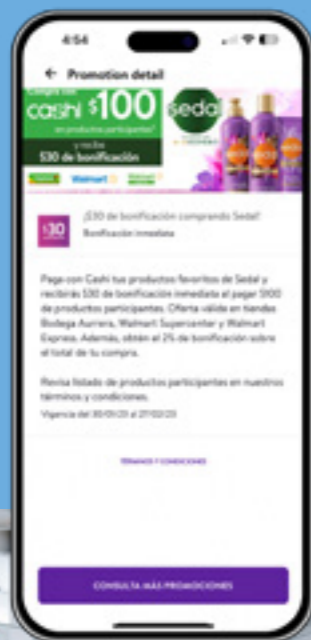 4:54
← Promotion detail
Compra con
cashi $100
en productos participantes*
y recibe
$30 de bonificación
sedal
Walmart
$30
¡$30 de bonificación comprando Sedal!
Bonificación inmediata
Paga con Cashi tus productos favoritos de Sedal y
recibirás $30 de bonificación inmediata al pagar $100
de productos participantes. Oferta válida en tiendas
Bodega Aurrera, Walmart Supercenter y Walmart
Express. Además, obtén el 2% de bonificación sobre
el total de tu compra.
Revisa listado de productos participantes en nuestros
términos y condiciones.
Vigencia del
TÉRMINOS Y CONDICIONES
CONSULTA MÁS PROMOCIONES